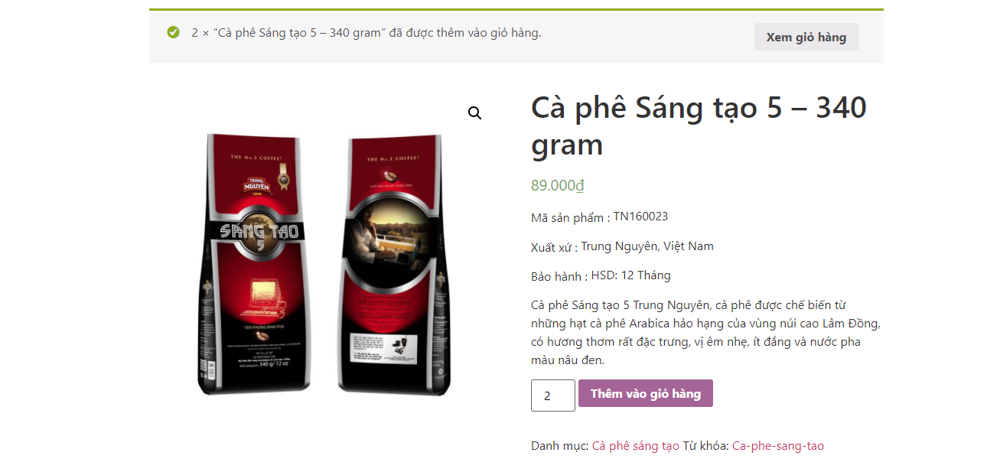 2 × “Cà phê Sáng tạo 5 – 340 gram” đã được thêm vào giỏ hàng.
Xem giỏ hàng
THE No.1 COFFEE!
TRUNG
NGUYÊN
SANG TAO
5
TIÊN PHONG KHAI PHÁ
340 g/ 12 oz
THE No.1 COFFEE!
Cà phê Sáng tạo 5 – 340
gram
89.000₫
Mã sản phẩm : TN160023
Xuất xứ : Trung Nguyên, Việt Nam
Bảo hành : HSD: 12 Tháng
Cà phê Sáng tạo 5 Trung Nguyên, cà phê được chế biến từ
những hạt cà phê Arabica hảo hạng của vùng núi cao Lâm Đồng,
có hương thơm rất đặc trưng, vị êm nhẹ, ít đắng và nước pha
màu nâu đen.
2
Thêm vào giỏ hàng
Danh mục: Cà phê sáng tạo Từ khóa: Ca-phe-sang-tao